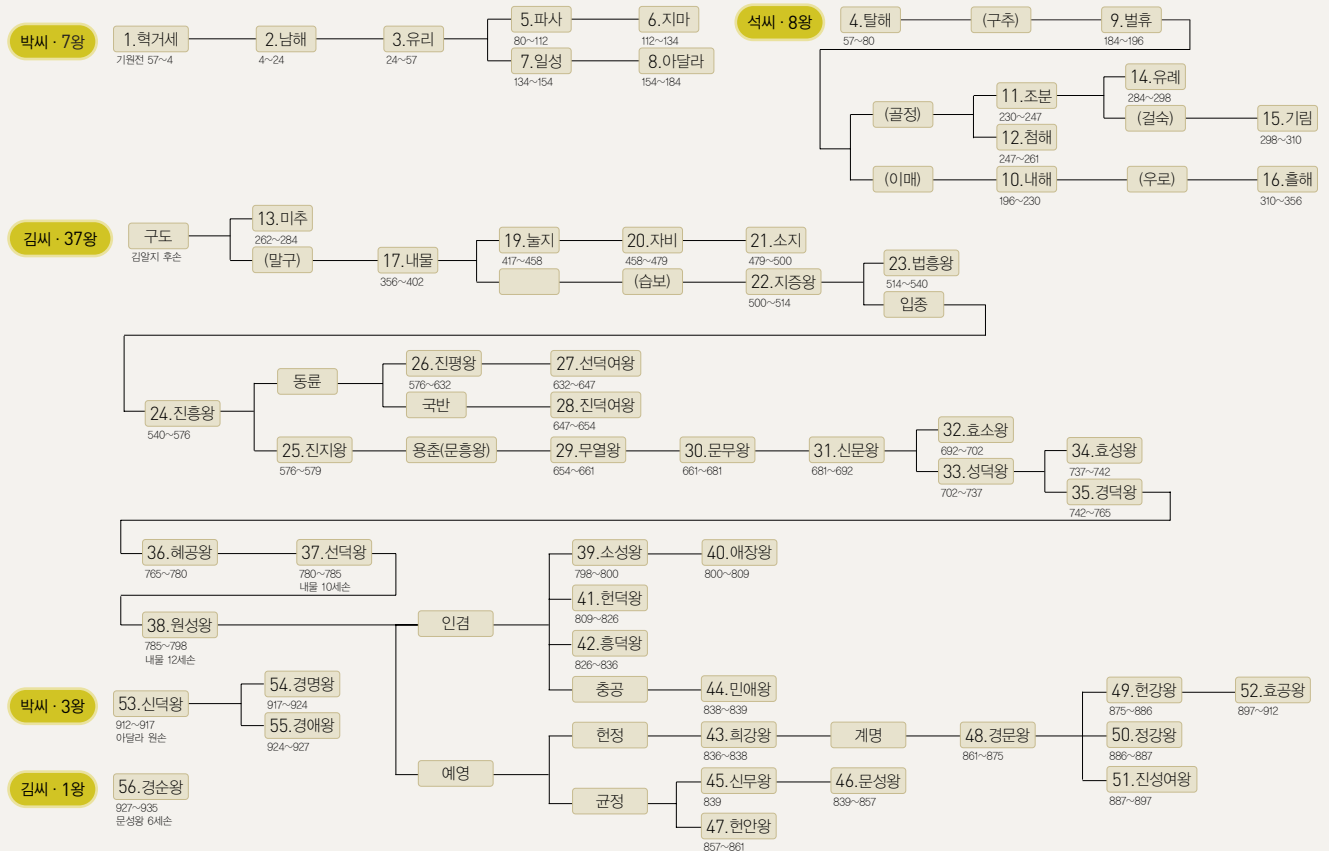 박씨 · 7왕
1.혁거세
기원전 57~4
2.남해
4~24
3.유리
24~57
5.파사
80~112
6.지마
112~134
7.일성
134~154
8.아달라
154~184
석씨 · 8왕
4.탈해
57~80
(구추)
9.벌휴
184~196
(골정)
11.조분
230~247
14.유례
284~298
(걸숙)
15.기림
298~310
12.첨해
247~261
(이매)
10.내해
196~230
(우로)
16.흘해
310~356
김씨 · 37왕
구도
김알지 후손
13.미추
262~284
(말구)
17.내물
356~402
19.눌지
417~458
20.자비
458~479
21.소지
479~500
(습보)
22.지증왕
500~514
23.법흥왕
514~540
입종
24.진흥왕
540~576
동륜
26.진평왕
576~632
27.선덕여왕
632~647
국반
28.진덕여왕
647~654
25.진지왕
576~579
용춘(문흥왕)
29.무열왕
654~661
30.문무왕
661~681
31.신문왕
681~692
32.효소왕
692~702
33.성덕왕
702~737
34.효성왕
737~742
35.경덕왕
742~765
36.혜공왕
765~780
37.선덕왕
780~785
내물 10세손
38.원성왕
785~798
내물 12세손
인겸
39.소성왕
798~800
40.애장왕
800~809
41.헌덕왕
809~826
42.흥덕왕
826~836
충공
44.민애왕
838~839
예영
헌정
43.희강왕
836~838
계명
48.경문왕
861~875
49.헌강왕
875~886
52.효공왕
897~912
50.정강왕
886~887
51.진성여왕
887~897
균정
45.신무왕
839
46.문성왕
839~857
47.헌안왕
857~861
박씨 · 3왕
53.신덕왕
912~917
아달라 원손
54.경명왕
917~924
55.경애왕
924~927
김씨 · 1왕
56.경순왕
927~935
문성왕 6세손